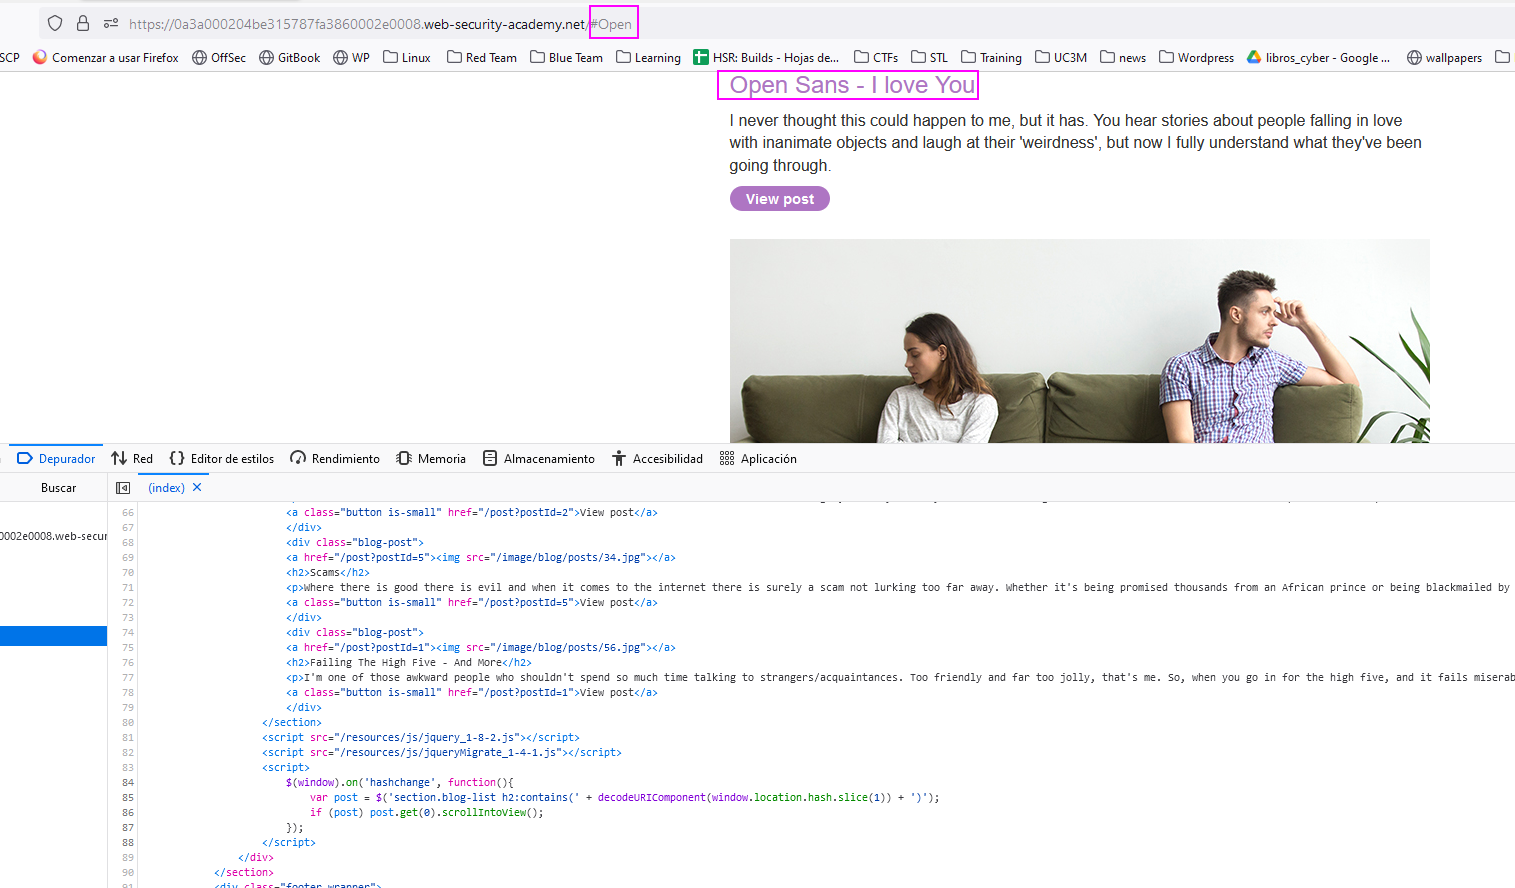 https://0a3a000204be315787fa3860002e0008.web-security-academy.net/#Open
SCP Comenzar a usar Firefox OffSec GitBook WP Linux Red Team Blue Team Learning HSR: Builds - Hojas de... CTFs STL Training UC3M news Wordpress libros_cyber - Google ... wallpapers
Open Sans - I love You
I never thought this could happen to me, but it has. You hear stories about people falling in love
with inanimate objects and laugh at their 'weirdness', but now I fully understand what they've been
going through.
View post
Depurador Red Editor de estilos Rendimiento Memoria Almacenamiento Accesibilidad Aplicación
Buscar (index)
0002e0008.web-secur
66 <a class="button is-small" href="/post?postId=2">View post</a>
67 </div>
68 <div class="blog-post">
69 <a href="/post?postId=5"><img src="/image/blog/posts/34.jpg"></a>
70 <h2>Scams</h2>
71 <p>Where there is good there is evil and when it comes to the internet there is surely a scam not lurking too far away. Whether it's being promised thousands from an African prince or being blackmailed by
72 <a class="button is-small" href="/post?postId=5">View post</a>
73 </div>
74 <div class="blog-post">
75 <a href="/post?postId=1"><img src="/image/blog/posts/56.jpg"></a>
76 <h2>Failing The High Five - And More</h2>
77 <p>I'm one of those awkward people who shouldn't spend so much time talking to strangers/acquaintances. Too friendly and far too jolly, that's me. So, when you go in for the high five, and it fails miserab
78 <a class="button is-small" href="/post?postId=1">View post</a>
79 </div>
80 </section>
81 <script src="/resources/js/jquery_1-8-2.js"></script>
82 <script src="/resources/js/jqueryMigrate_1-4-1.js"></script>
83 <script>
84 $(window).on('hashchange', function(){
85 var post = $('section.blog-list h2:contains(' + decodeURIComponent(window.location.hash.slice(1)) + ')');
86 if (post) post.get(0).scrollIntoView();
87 });
88 </script>
89 </div>
90 </section>
91 <div class="footer wrapper">